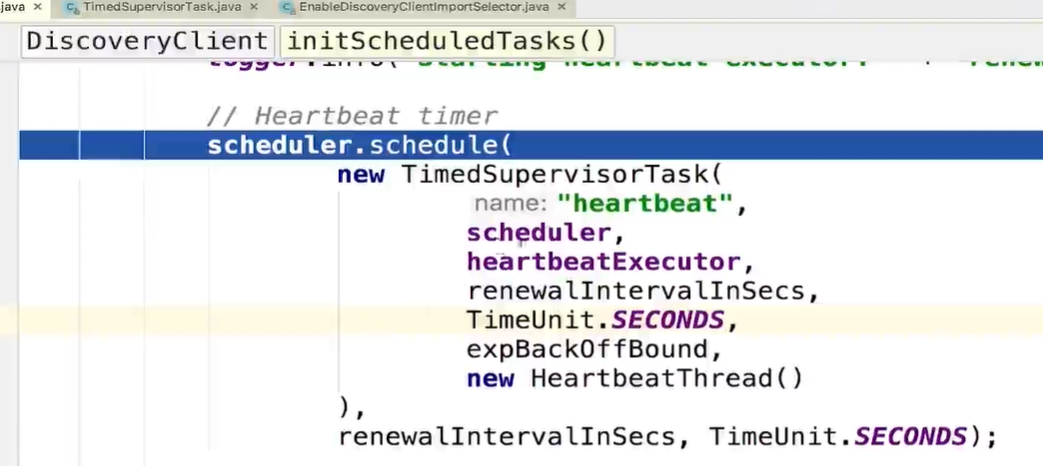 .java × TimedSupervisorTask.java × EnableDiscoveryClientImportSelector.java ×
DiscoveryClient initScheduledTasks()
// Heartbeat timer
scheduler.schedule(
new TimedSupervisorTask(
name: "heartbeat",
scheduler,
heartbeatExecutor,
renewalIntervalInSecs,
TimeUnit.SECONDS,
expBackOffBound,
new HeartbeatThread()
),
renewalIntervalInSecs, TimeUnit.SECONDS);